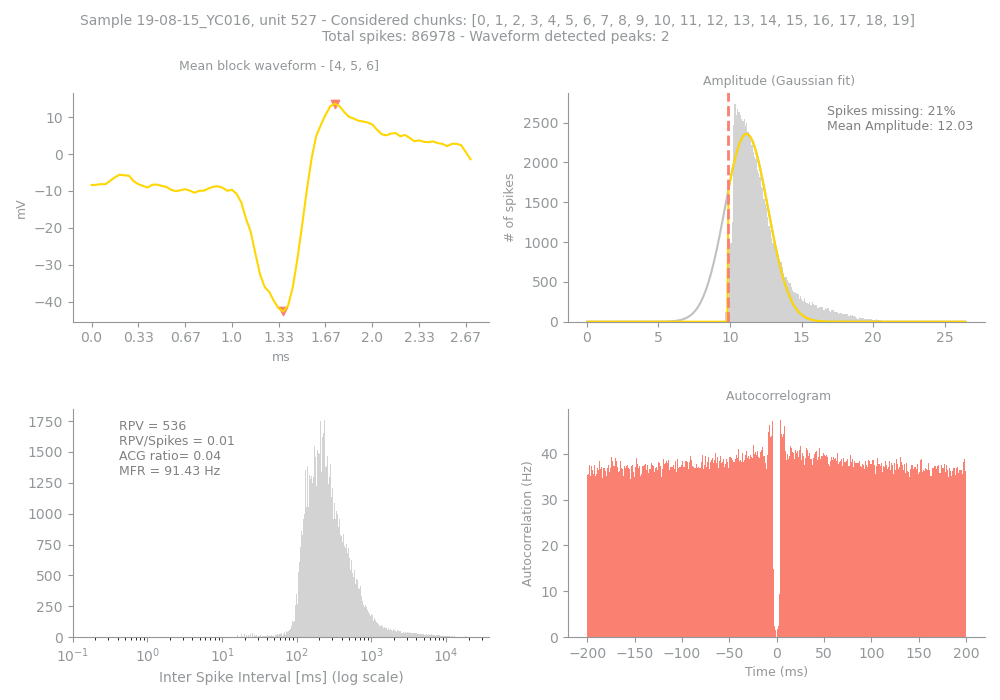 Sample 19-08-15_YC016, unit 527 - Considered chunks: [0, 1, 2, 3, 4, 5, 6, 7, 8, 9, 10, 11, 12, 13, 14, 15, 16, 17, 18, 19]
Total spikes: 86978 - Waveform detected peaks: 2
Mean block waveform - [4, 5, 6]
mV
10
0
−10
−20
−30
−40
0.0 0.33 0.67 1.0 1.33 1.67 2.0 2.33 2.67
ms
Amplitude (Gaussian fit)
Spikes missing: 21%
Mean Amplitude: 12.03
# of spikes
2500
2000
1500
1000
500
0
0 5 10 15 20 25
RPV = 536
RPV/Spikes = 0.01
ACG ratio= 0.04
MFR = 91.43 Hz
1750
1500
1250
1000
750
500
250
0
10⁻¹ 10⁰ 10¹ 10² 10³ 10⁴
Inter Spike Interval [ms] (log scale)
Autocorrelogram
Autocorrelation (Hz)
40
30
20
10
0
−200 −150 −100 −50 0 50 100 150 200
Time (ms)